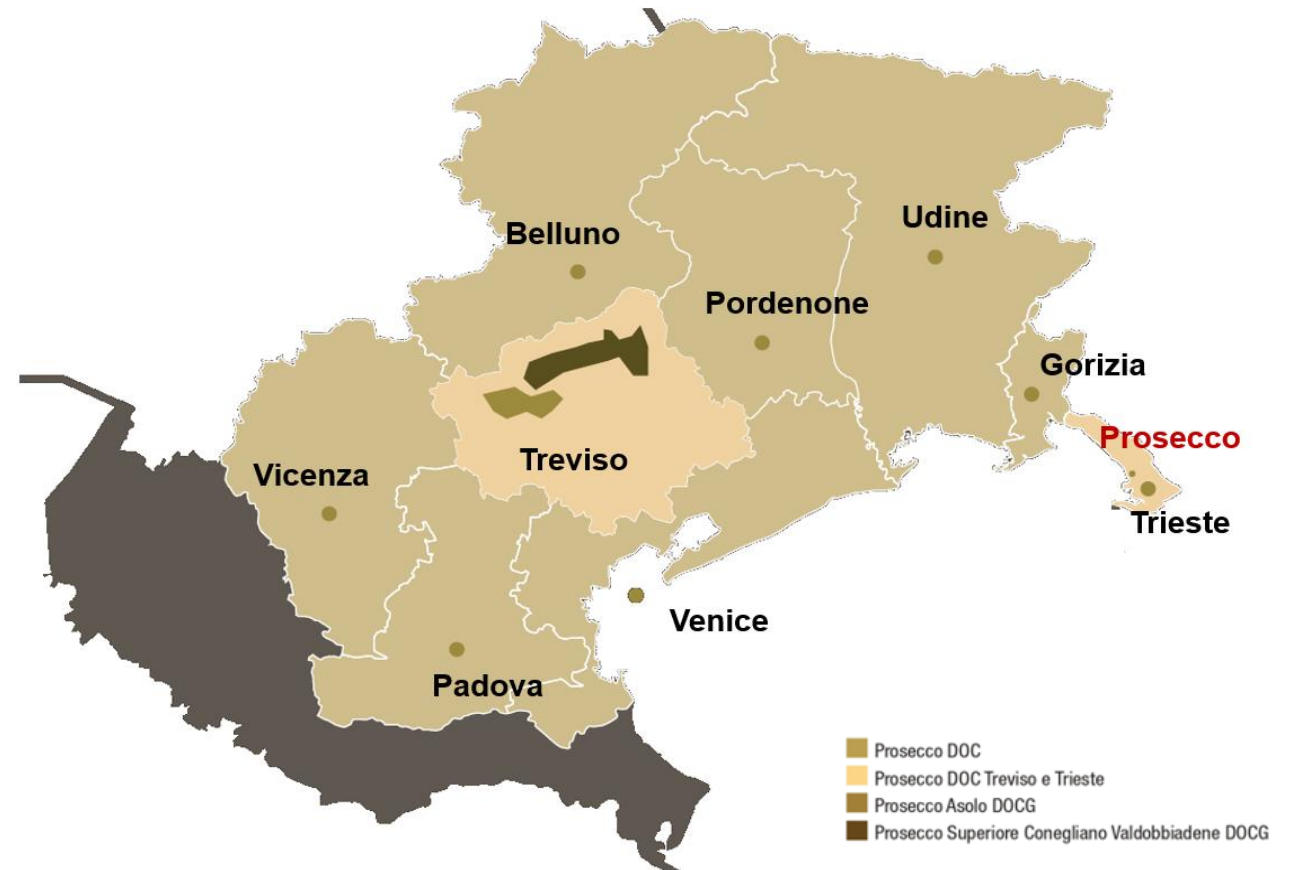 Belluno
Udine
Pordenone
Gorizia
Prosecco
Treviso
Vicenza
Trieste
Venice
Padova
Prosecco DOC
Prosecco DOC Treviso e Trieste
Prosecco Asolo DOCG
Prosecco Superiore Conegliano Valdobbiadene DOCG